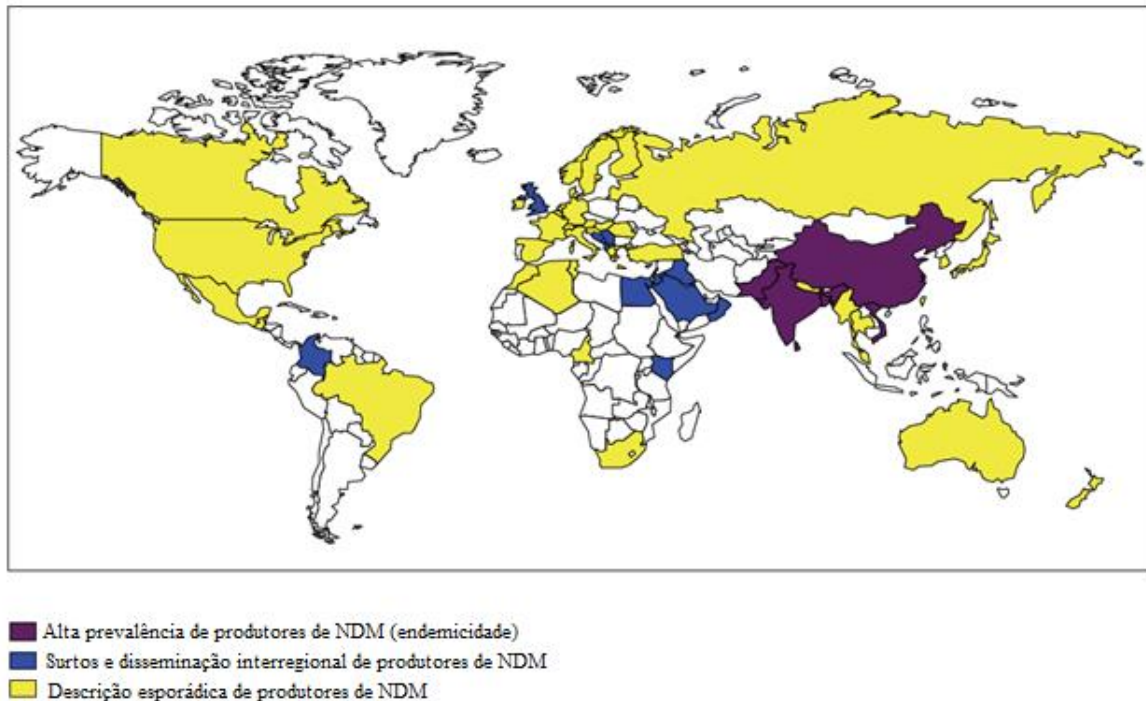 Alta prevalência de produtores de NDM (endemicidade)
Surtos e disseminação interregional de produtores de NDM
Descrição esporádica de produtores de NDM